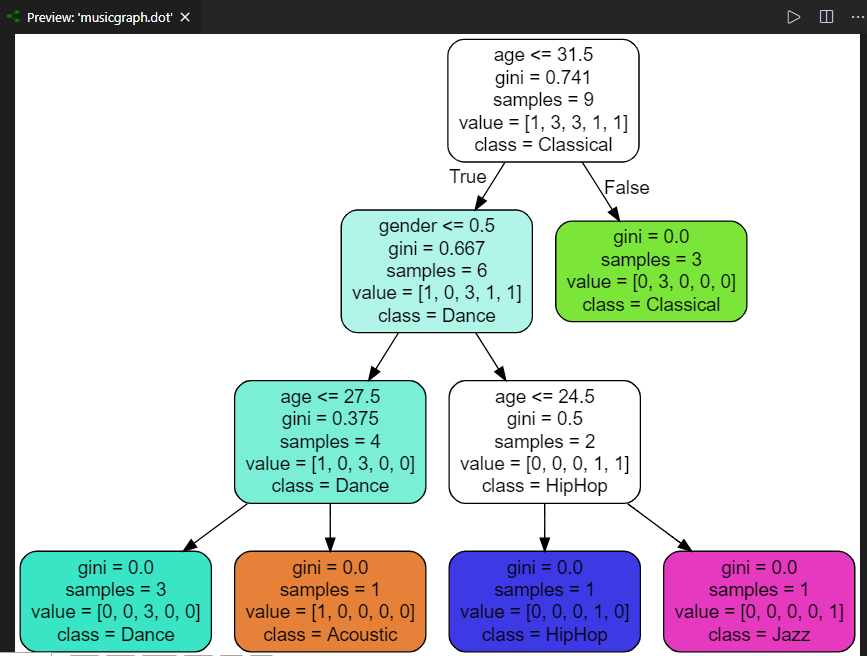 Preview: 'musicgraph.dot'
age <= 31.5
gini = 0.741
samples = 9
value = [1, 3, 3, 1, 1]
class = Classical
True
False
gender <= 0.5
gini = 0.667
samples = 6
value = [1, 0, 3, 1, 1]
class = Dance
gini = 0.0
samples = 3
value = [0, 3, 0, 0, 0]
class = Classical
age <= 27.5
gini = 0.375
samples = 4
value = [1, 0, 3, 0, 0]
class = Dance
age <= 24.5
gini = 0.5
samples = 2
value = [0, 0, 0, 1, 1]
class = HipHop
gini = 0.0
samples = 3
value = [0, 0, 3, 0, 0]
class = Dance
gini = 0.0
samples = 1
value = [1, 0, 0, 0, 0]
class = Acoustic
gini = 0.0
samples = 1
value = [0, 0, 0, 1, 0]
class = HipHop
gini = 0.0
samples = 1
value = [0, 0, 0, 0, 1]
class = Jazz